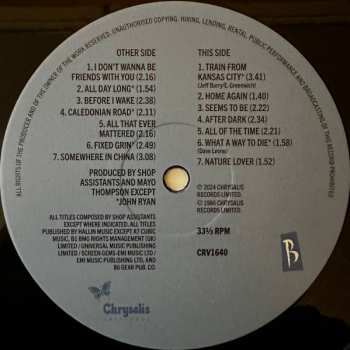 ALL RIGHTS OF THE PRODUCER AND OF THE OWNER OF THE WORK REPRODUCED RESERVED. UNAUTHORISED COPYING, HIRING, LENDING, RENTAL, PUBLIC PERFORMANCE AND BROADCASTING OF THIS RECORD PROHIBITED
OTHER SIDE
1. I DON'T WANNA BE
FRIENDS WITH YOU (2.16)
2. ALL DAY LONG* (1.54)
3. BEFORE I WAKE (2.38)
4. CALEDONIAN ROAD* (2.11)
5. ALL THAT EVER
MATTERED (2.16)
6. FIXED GRIN* (2.49)
7. SOMEWHERE IN CHINA (3.08)
PRODUCED BY SHOP
ASSISTANTS AND MAYO
THOMPSON EXCEPT
*JOHN RYAN
ALL TITLES COMPOSED BY SHOP ASSISTANTS
EXCEPT WHERE INDICATED. ALL TITLES
PUBLISHED BY HALLIN MUSIC EXCEPT A1 CUBIC
MUSIC, B1 BMG RIGHTS MANAGEMENT (UK)
LIMITED / UNIVERSAL MUSIC PUBLISHING
LIMITED / SCREEN-GEMS-EMI MUSIC LTD/
EMI MUSIC PUBLISHING LTD, AND
B6 GEAR PUB. CO.
Chrysalis
RECORDS
THIS SIDE
1. TRAIN FROM
KANSAS CITY* (3.41)
(Jeff Barry/E. Greenwich)
2. HOME AGAIN (1.40)
3. SEEMS TO BE (2.22)
4. AFTER DARK (2.34)
5. ALL OF THE TIME (2.21)
6. WHAT A WAY TO DIE* (1.58)
(Dave Leone)
7. NATURE LOVER (1.52)
℗ 2024 CHRYSALIS
RECORDS LIMITED.
© 1986 CHRYSALIS
RECORDS LIMITED
33⅓ RPM
CRV1640
B